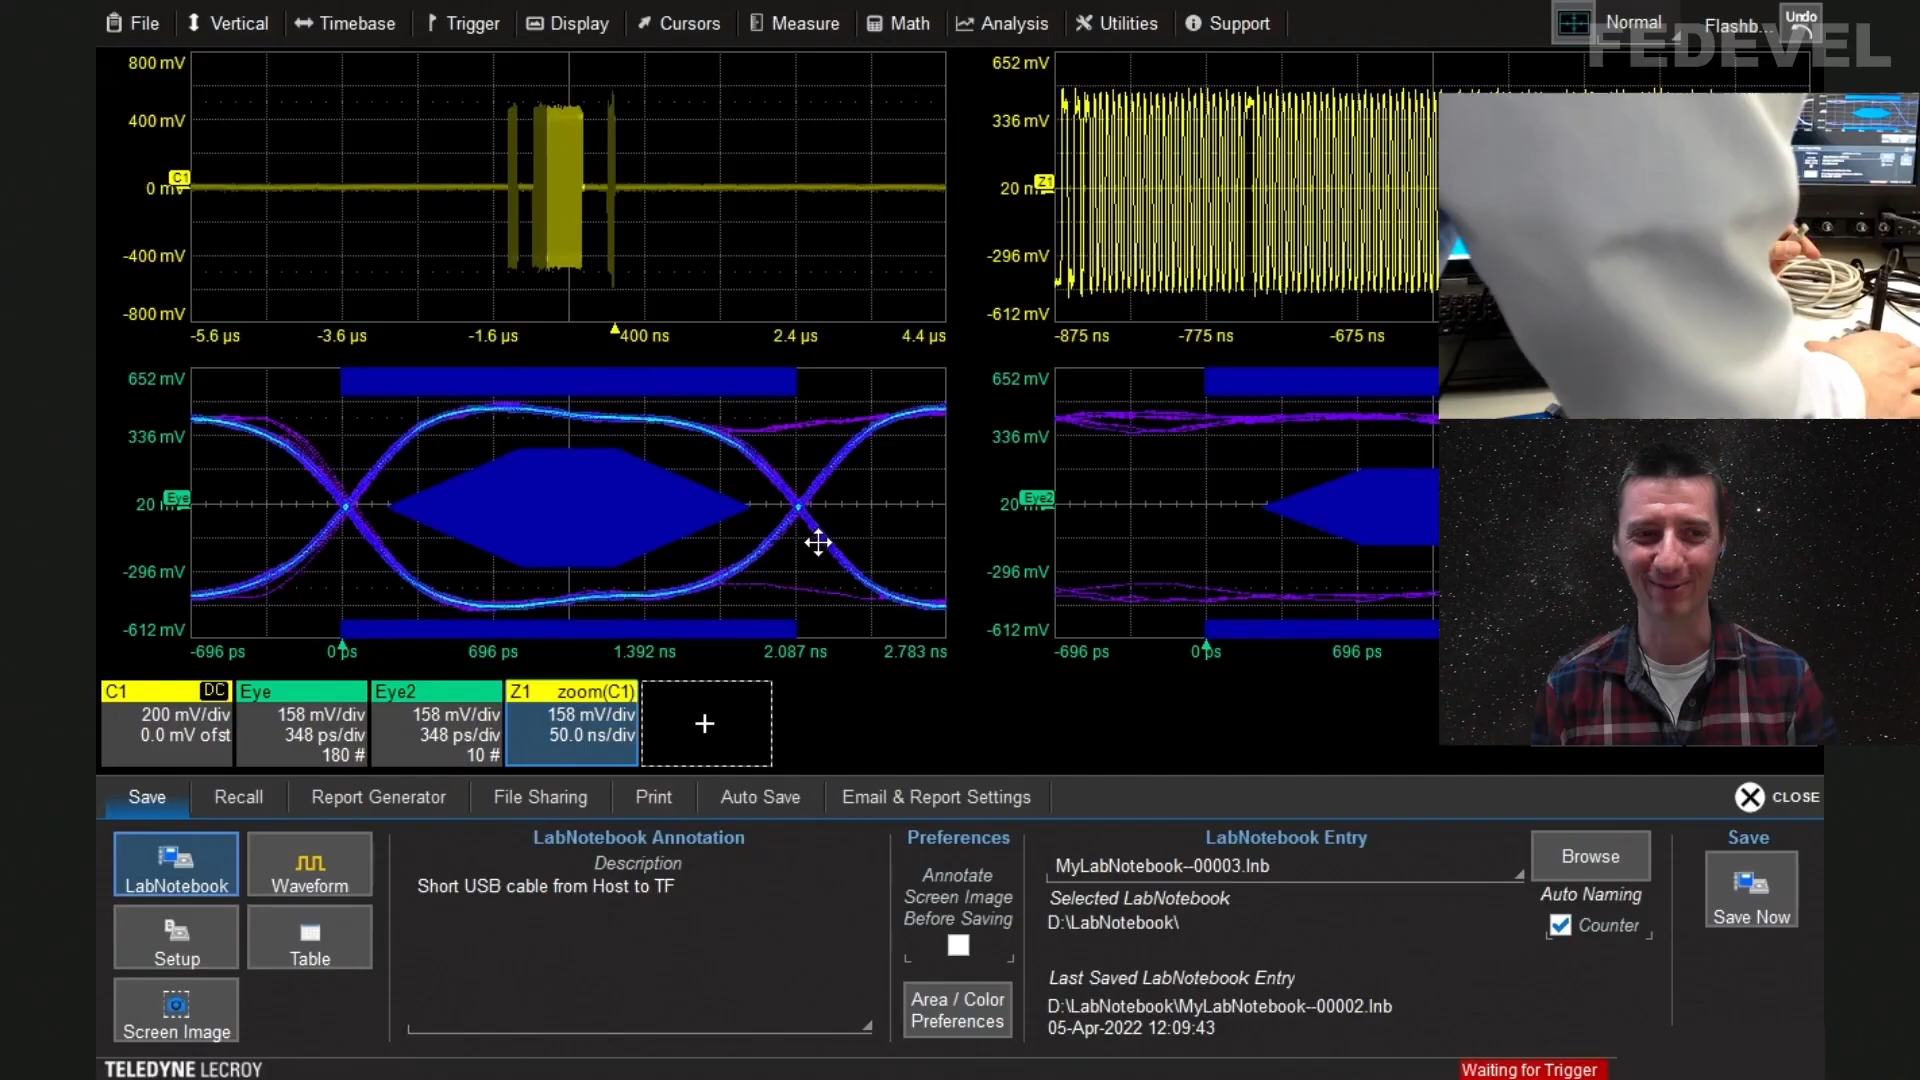 File
Vertical
Timebase
Trigger
Display
Cursors
Measure
Math
Analysis
Utilities
Support
Normal
Flashb...
Undo
FEDEVEL
800 mV
400 mV
C1
0 mV
-400 mV
-800 mV
-5.6 µs
-3.6 µs
-1.6 µs
400 ns
2.4 µs
4.4 µs
652 mV
336 mV
Z1
20 m
-296 mV
-612 mV
-875 ns
-775 ns
-675 ns
652 mV
336 mV
Eye
20
-296 mV
-612 mV
-696 ps
0 ps
696 ps
1.392 ns
2.087 ns
2.783 ns
652 mV
336 mV
Eye2
20
-296 mV
-612 mV
-696 ps
0 ps
696 ps
C1 DC
200 mV/div
0.0 mV ofst
Eye
158 mV/div
348 ps/div
180 #
Eye2
158 mV/div
348 ps/div
10 #
Z1 zoom(C1)
158 mV/div
50.0 ns/div
+
Save
Recall
Report Generator
File Sharing
Print
Auto Save
Email & Report Settings
CLOSE
LabNotebook
Waveform
Setup
Table
Screen Image
LabNotebook Annotation
Description
Short USB cable from Host to TF
Preferences
Annotate
Screen Image
Before Saving
Area / Color
Preferences
LabNotebook Entry
MyLabNotebook--00003.lnb
Selected LabNotebook
D:\LabNotebook\
Last Saved LabNotebook Entry
D:\LabNotebook\MyLabNotebook--00002.lnb
05-Apr-2022 12:09:43
Browse
Auto Naming
Counter
Save
Save Now
TELEDYNE LECROY
Waiting for Trigger